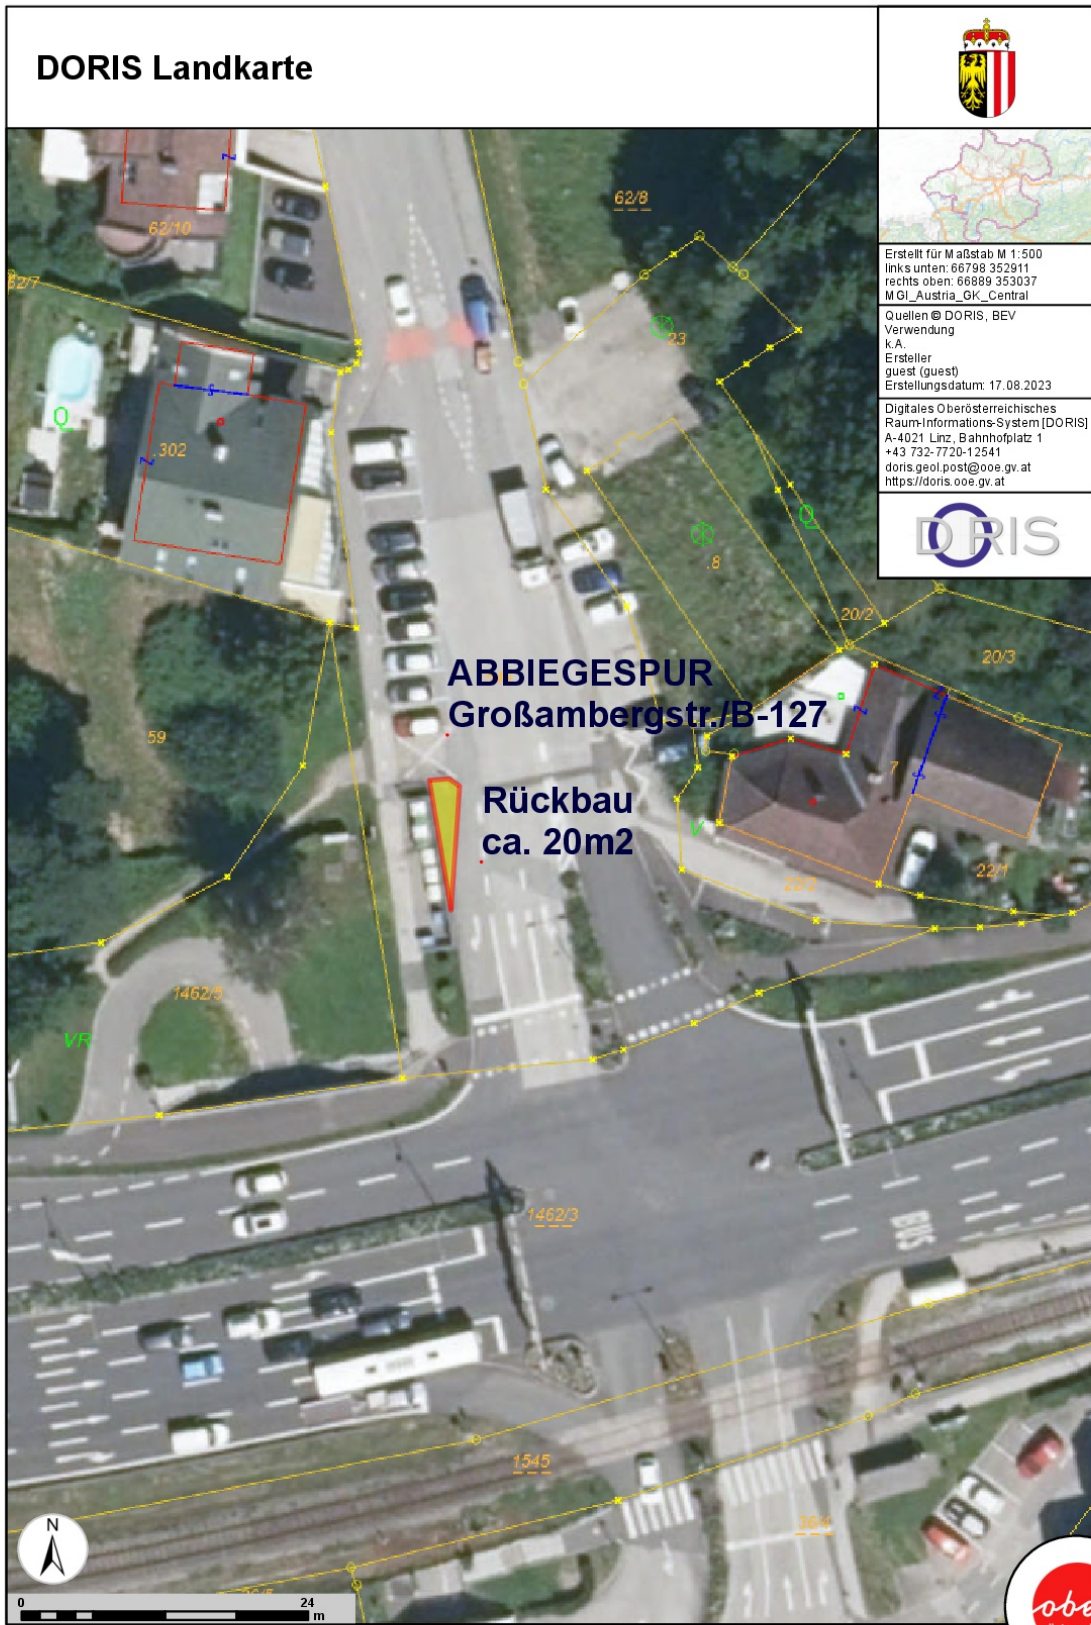 DORIS Landkarte
Erstellt für Maßstab M 1:500
links unten: 66798 352911
rechts oben: 66889 353037
MGI_Austria_GK_Central
Quellen © DORIS, BEV
Verwendung
k.A.
Ersteller
guest (guest)
Erstellungsdatum: 17.08.2023
Digitales Oberösterreichisches
Raum-Informations-System [DORIS]
A-4021 Linz, Bahnhofplatz 1
+43 732-7720-12541
doris.geol.post@ooe.gv.at
https://doris.ooe.gv.at
DORIS
62/8
62/10
62/7
23
Q
.302
Q
.8
20/2
20/3
ABBIEGESPUR
Großambergstr./B-127
59
7
Rückbau
ca. 20m2
V
22/1
1462/5
VR
1462/3
BUS
1545
N
0 24
m